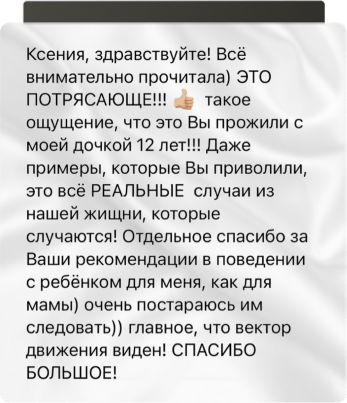 Ксения, здравствуйте! Всё
внимательно прочитала) ЭТО
ПОТРЯСАЮЩЕ!!! 👍🏼 такое
ощущение, что это Вы прожили с
моей дочкой 12 лет!!! Даже
примеры, которые Вы приволили,
это всё РЕАЛЬНЫЕ случаи из
нашей жищни, которые
случаются! Отдельное спасибо за
Ваши рекомендации в поведении
с ребёнком для меня, как для
мамы) очень постараюсь им
следовать)) главное, что вектор
движения виден! СПАСИБО
БОЛЬШОЕ!